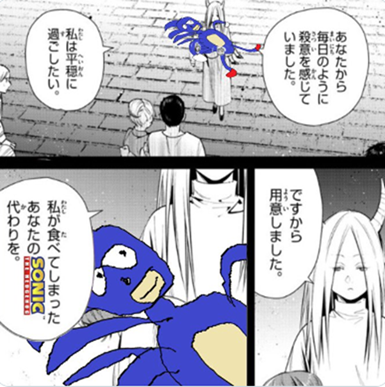 あなたから
毎日のように
殺意を感じて
いました。
私は平穏に
過ごしたい。
ですから
用意しました。
私が食べてしまった
あなたの
SONIC
THE HEDGEHOG
代わりを。